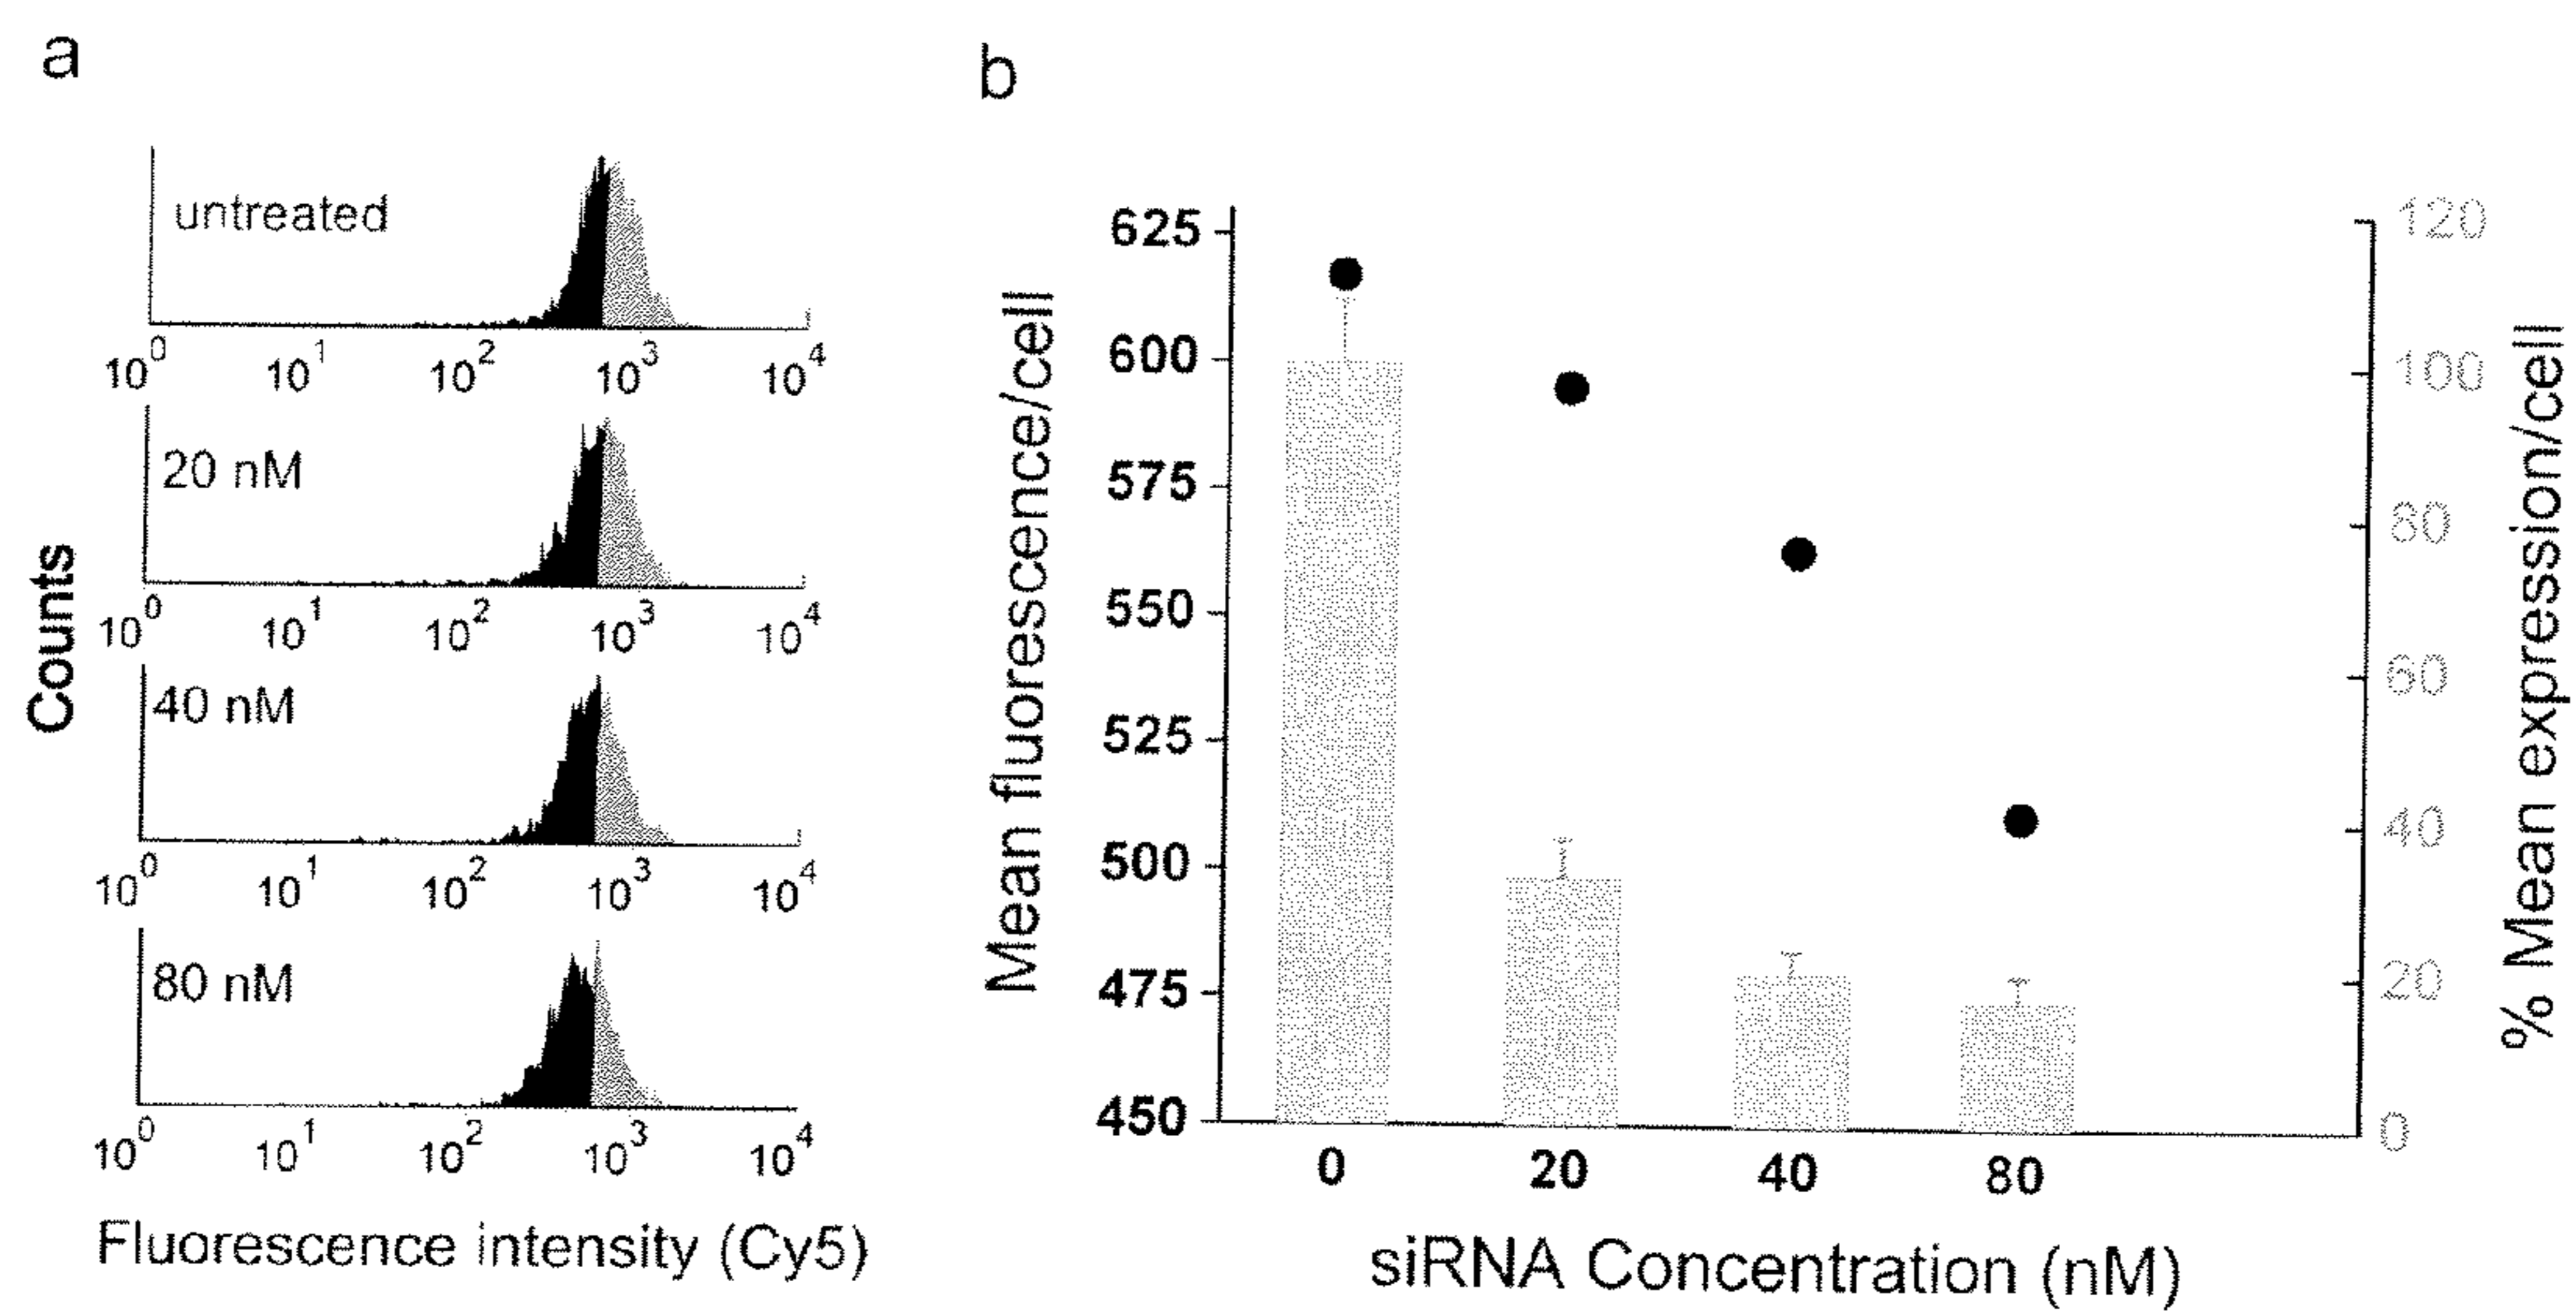 a
untreated
10^0 10^1 10^2 10^3 10^4
20 nM
10^0 10^1 10^2 10^3 10^4
40 nM
10^0 10^1 10^2 10^3 10^4
80 nM
10^0 10^1 10^2 10^3 10^4
Counts
Fluorescence intensity (Cy5)
b
Mean fluorescence/cell
625
600
575
550
525
500
475
450
120
100
80
60
40
20
0
% Mean expression/cell
0 20 40 80
siRNA Concentration (nM)